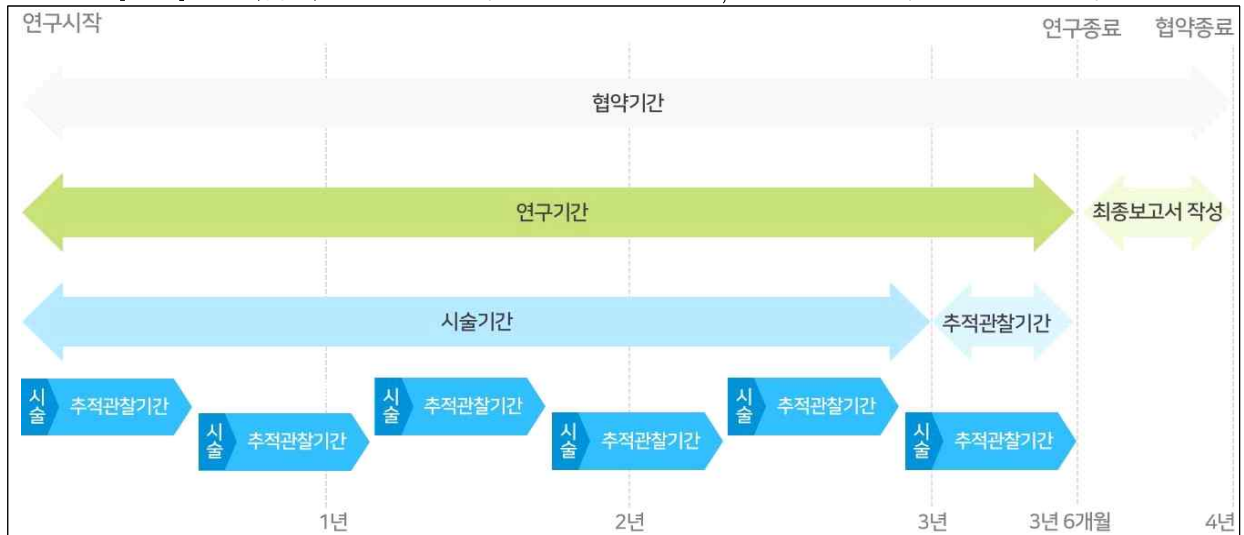 연구시작
연구종료 협약종료
협약기간
연구기간
최종보고서 작성
시술기간
추적관찰기간
시술 추적관찰기간
시술 추적관찰기간
시술 추적관찰기간
시술 추적관찰기간
시술 추적관찰기간
시술 추적관찰기간
1년 2년 3년 3년 6개월 4년